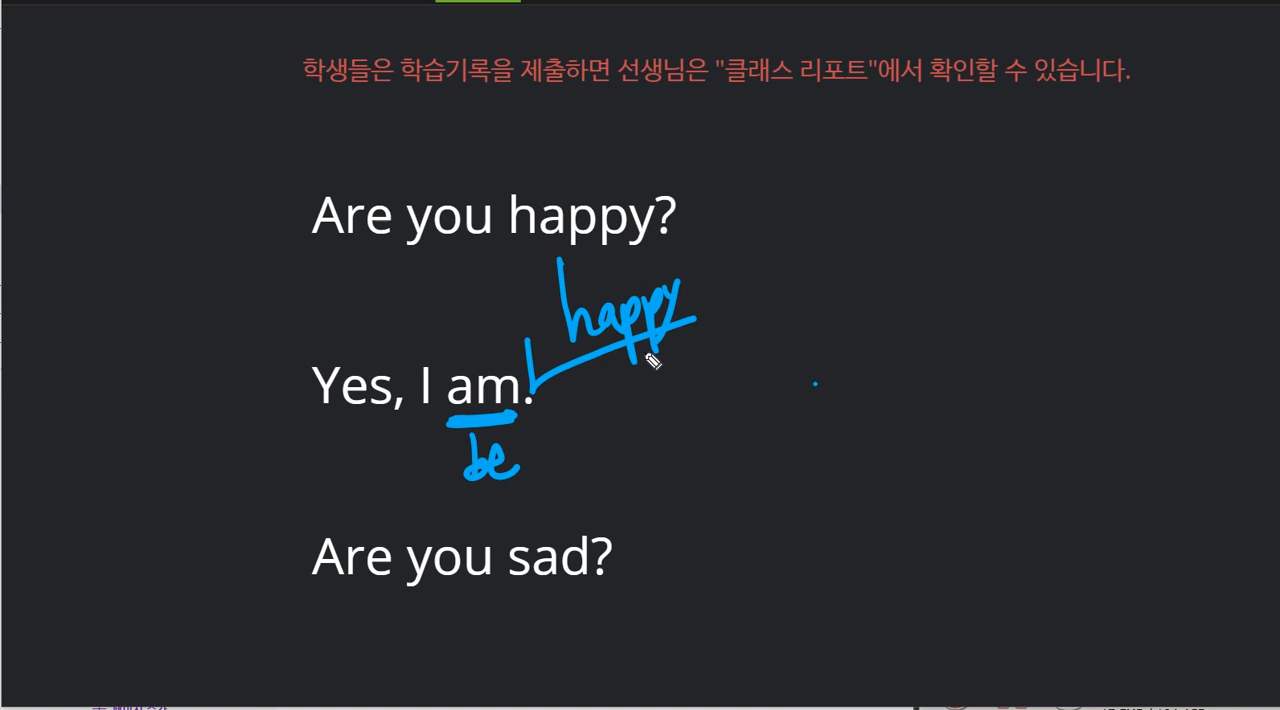 학생들은 학습기록을 제출하면 선생님은 "클래스 리포트"에서 확인할 수 있습니다.
Are you happy?
happy
Yes, I am.
be
Are you sad?